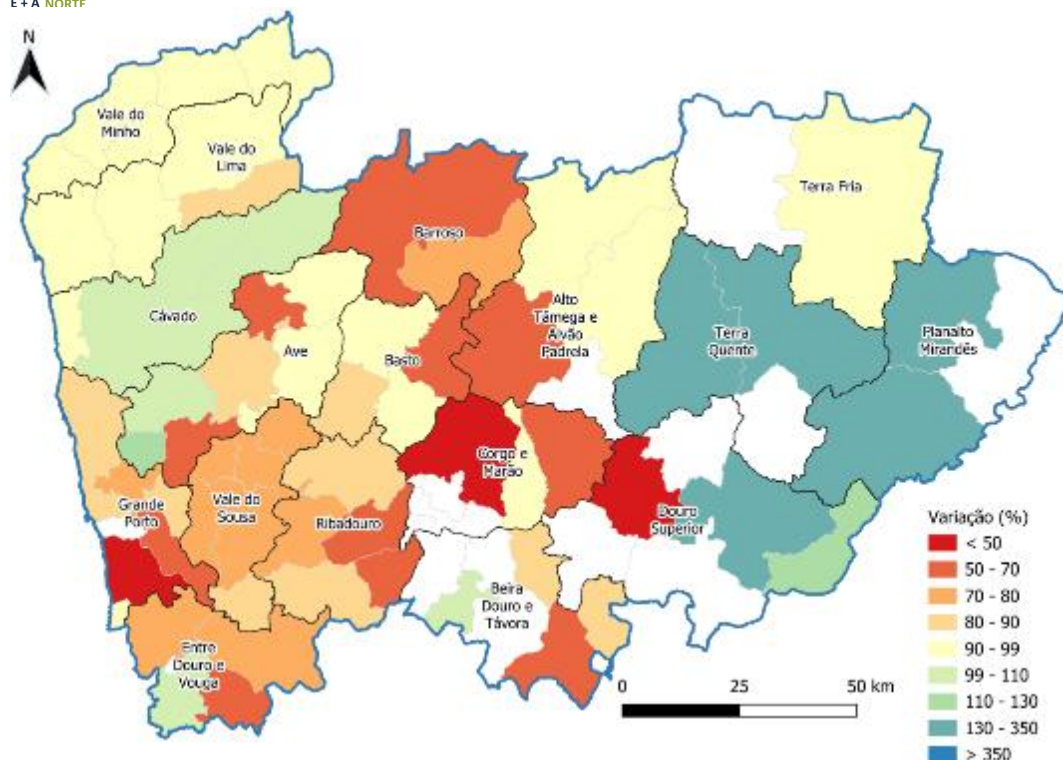 E + A NORTE
N
Vale do
Minho
Vale do
Lima
Terra Fria
Barroso
Cávado
Alto
Tâmega e
Alvão
Padrela
Ave
Basto
Terra
Quente
Planalto
Mirandês
Corgo e
Marão
Grande
Porto
Vale do
Sousa
Ribadouro
Douro
Superior
Beira
Douro e
Távora
Entre
Douro e
Vouga
Variação (%)
< 50
50 - 70
70 - 80
80 - 90
90 - 99
99 - 110
110 - 130
130 - 350
> 350
0 25 50 km